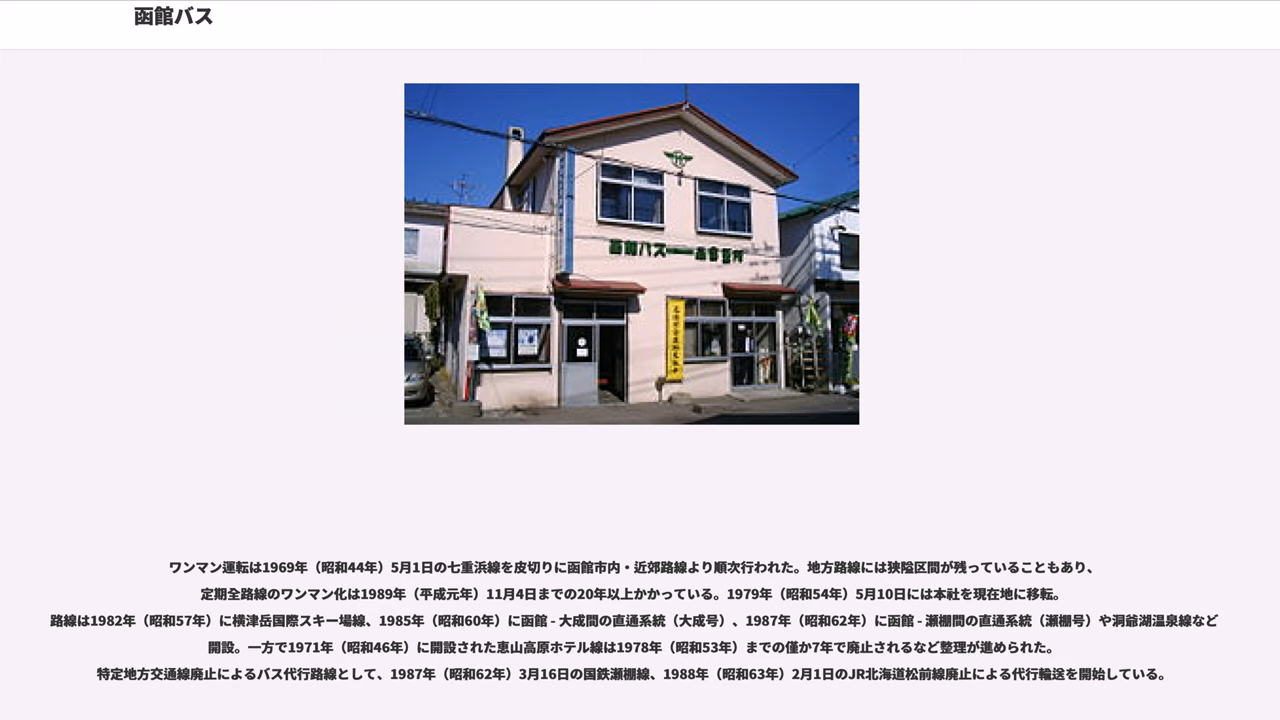 函館バス
函館バス
ワンマン運転は1969年（昭和44年）5月1日の七重浜線を皮切りに函館市内・近郊路線より順次行われた。地方路線には狭隘区間が残っていることもあり、
定期全路線のワンマン化は1989年（平成元年）11月4日までの20年以上かかっている。1979年（昭和54年）5月10日には本社を現在地に移転。
路線は1982年（昭和57年）に横津岳国際スキー場線、1985年（昭和60年）に函館 - 大成間の直通系統（大成号）、1987年（昭和62年）に函館 - 瀬棚間の直通系統（瀬棚号）や洞爺湖温泉線など
開設。一方で1971年（昭和46年）に開設された恵山高原ホテル線は1978年（昭和53年）までの僅か7年で廃止されるなど整理が進められた。
特定地方交通線廃止によるバス代行路線として、1987年（昭和62年）3月16日の国鉄瀬棚線、1988年（昭和63年）2月1日のJR北海道松前線廃止による代行輸送を開始している。